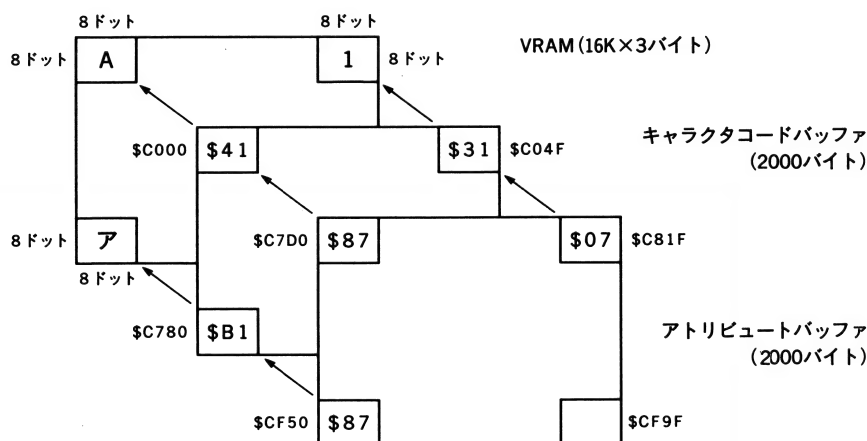 8ドット 8ドット
8ドット A 1 8ドット VRAM(16K×3バイト)
$C000 $41 $31 $C04F キャラクタコードバッファ
(2000バイト)
8ドット ア $C7D0 $87 $07 $C81F
8ドット
$C780 $B1 アトリビュートバッファ
(2000バイト)
$CF50 $87 $CF9F